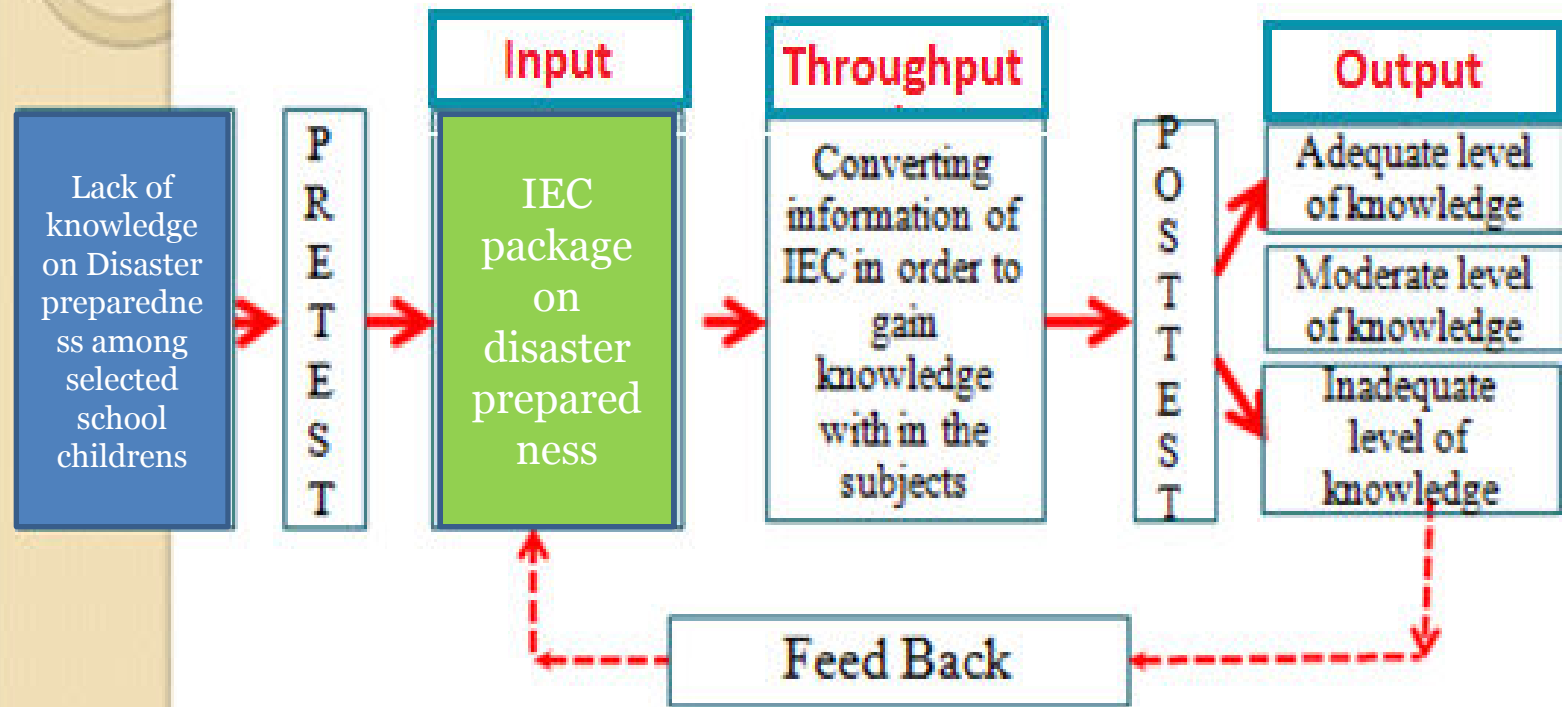 Input
Throughput
Output
Lack of
knowledge
on Disaster
preparedne
ss among
selected
school
childrens
P
R
E
T
E
S
T
IEC
package
on
disaster
prepared
ness
Converting
information of
IEC in order to
gain
knowledge
with in the
subjects
P
O
S
T
T
E
S
T
Adequate level
of knowledge
Moderate level
of knowledge
Inadequate
level of
knowledge
Feed Back